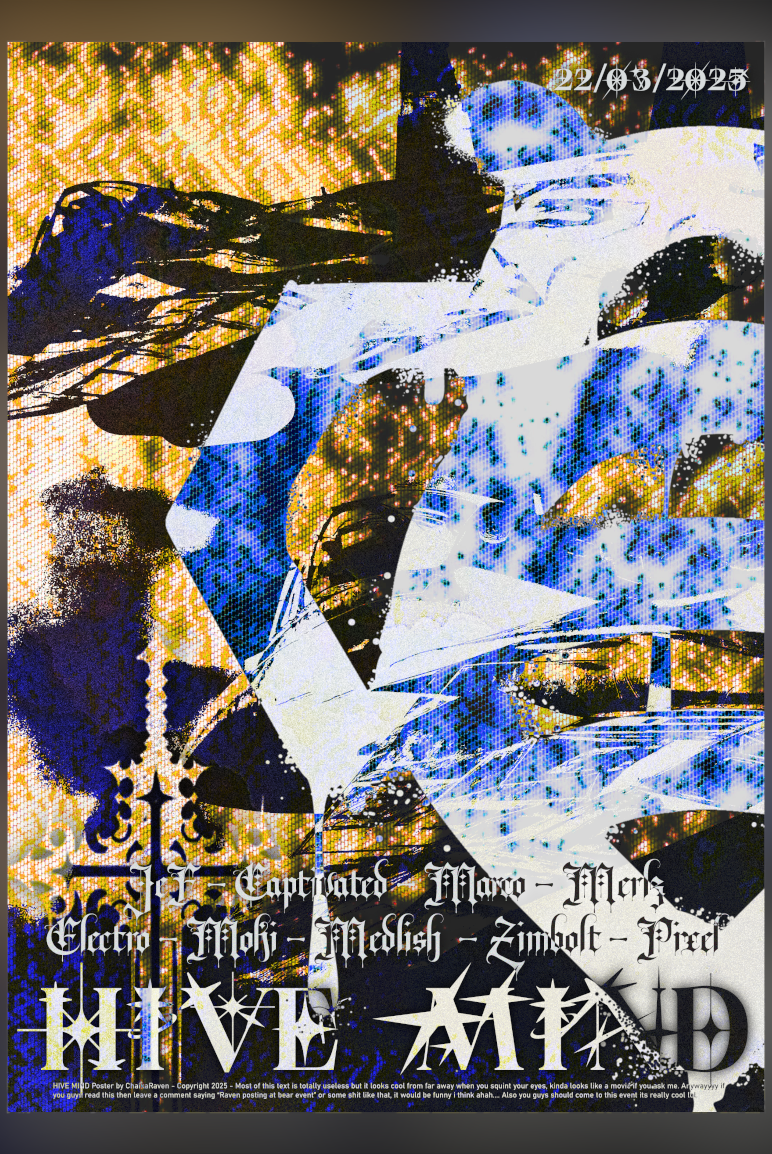 22/03/2025
JeF - Captivated - Marco - Merlz
Electro - Moki - Medlish - Zimbolt - Pixel
HIVE MIND
HIVE MIND Poster by ChaiiaRaven - Copyright 2025 - Most of this text is totally useless but it looks cool from far away when you squint your eyes, kinda looks like a movie if you ask me. Anywayyyy if
you guys read this then leave a comment saying "Raven posting at bear event" or some shit like that, it would be funny i think ahah... Also you guys should come to this event its really cool lol